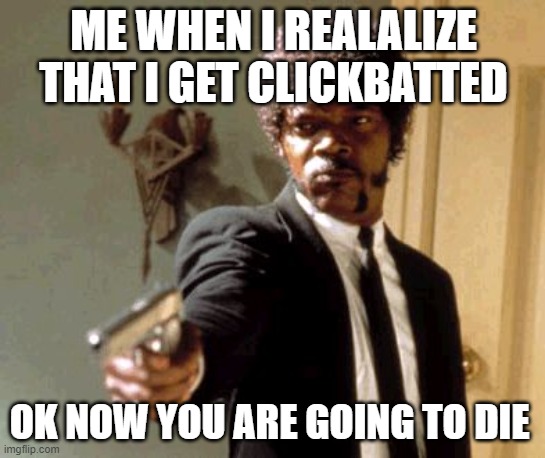 ME WHEN I REALALIZE
THAT I GET CLICKBATTED
OK NOW YOU ARE GOING TO DIE
imgflip.com